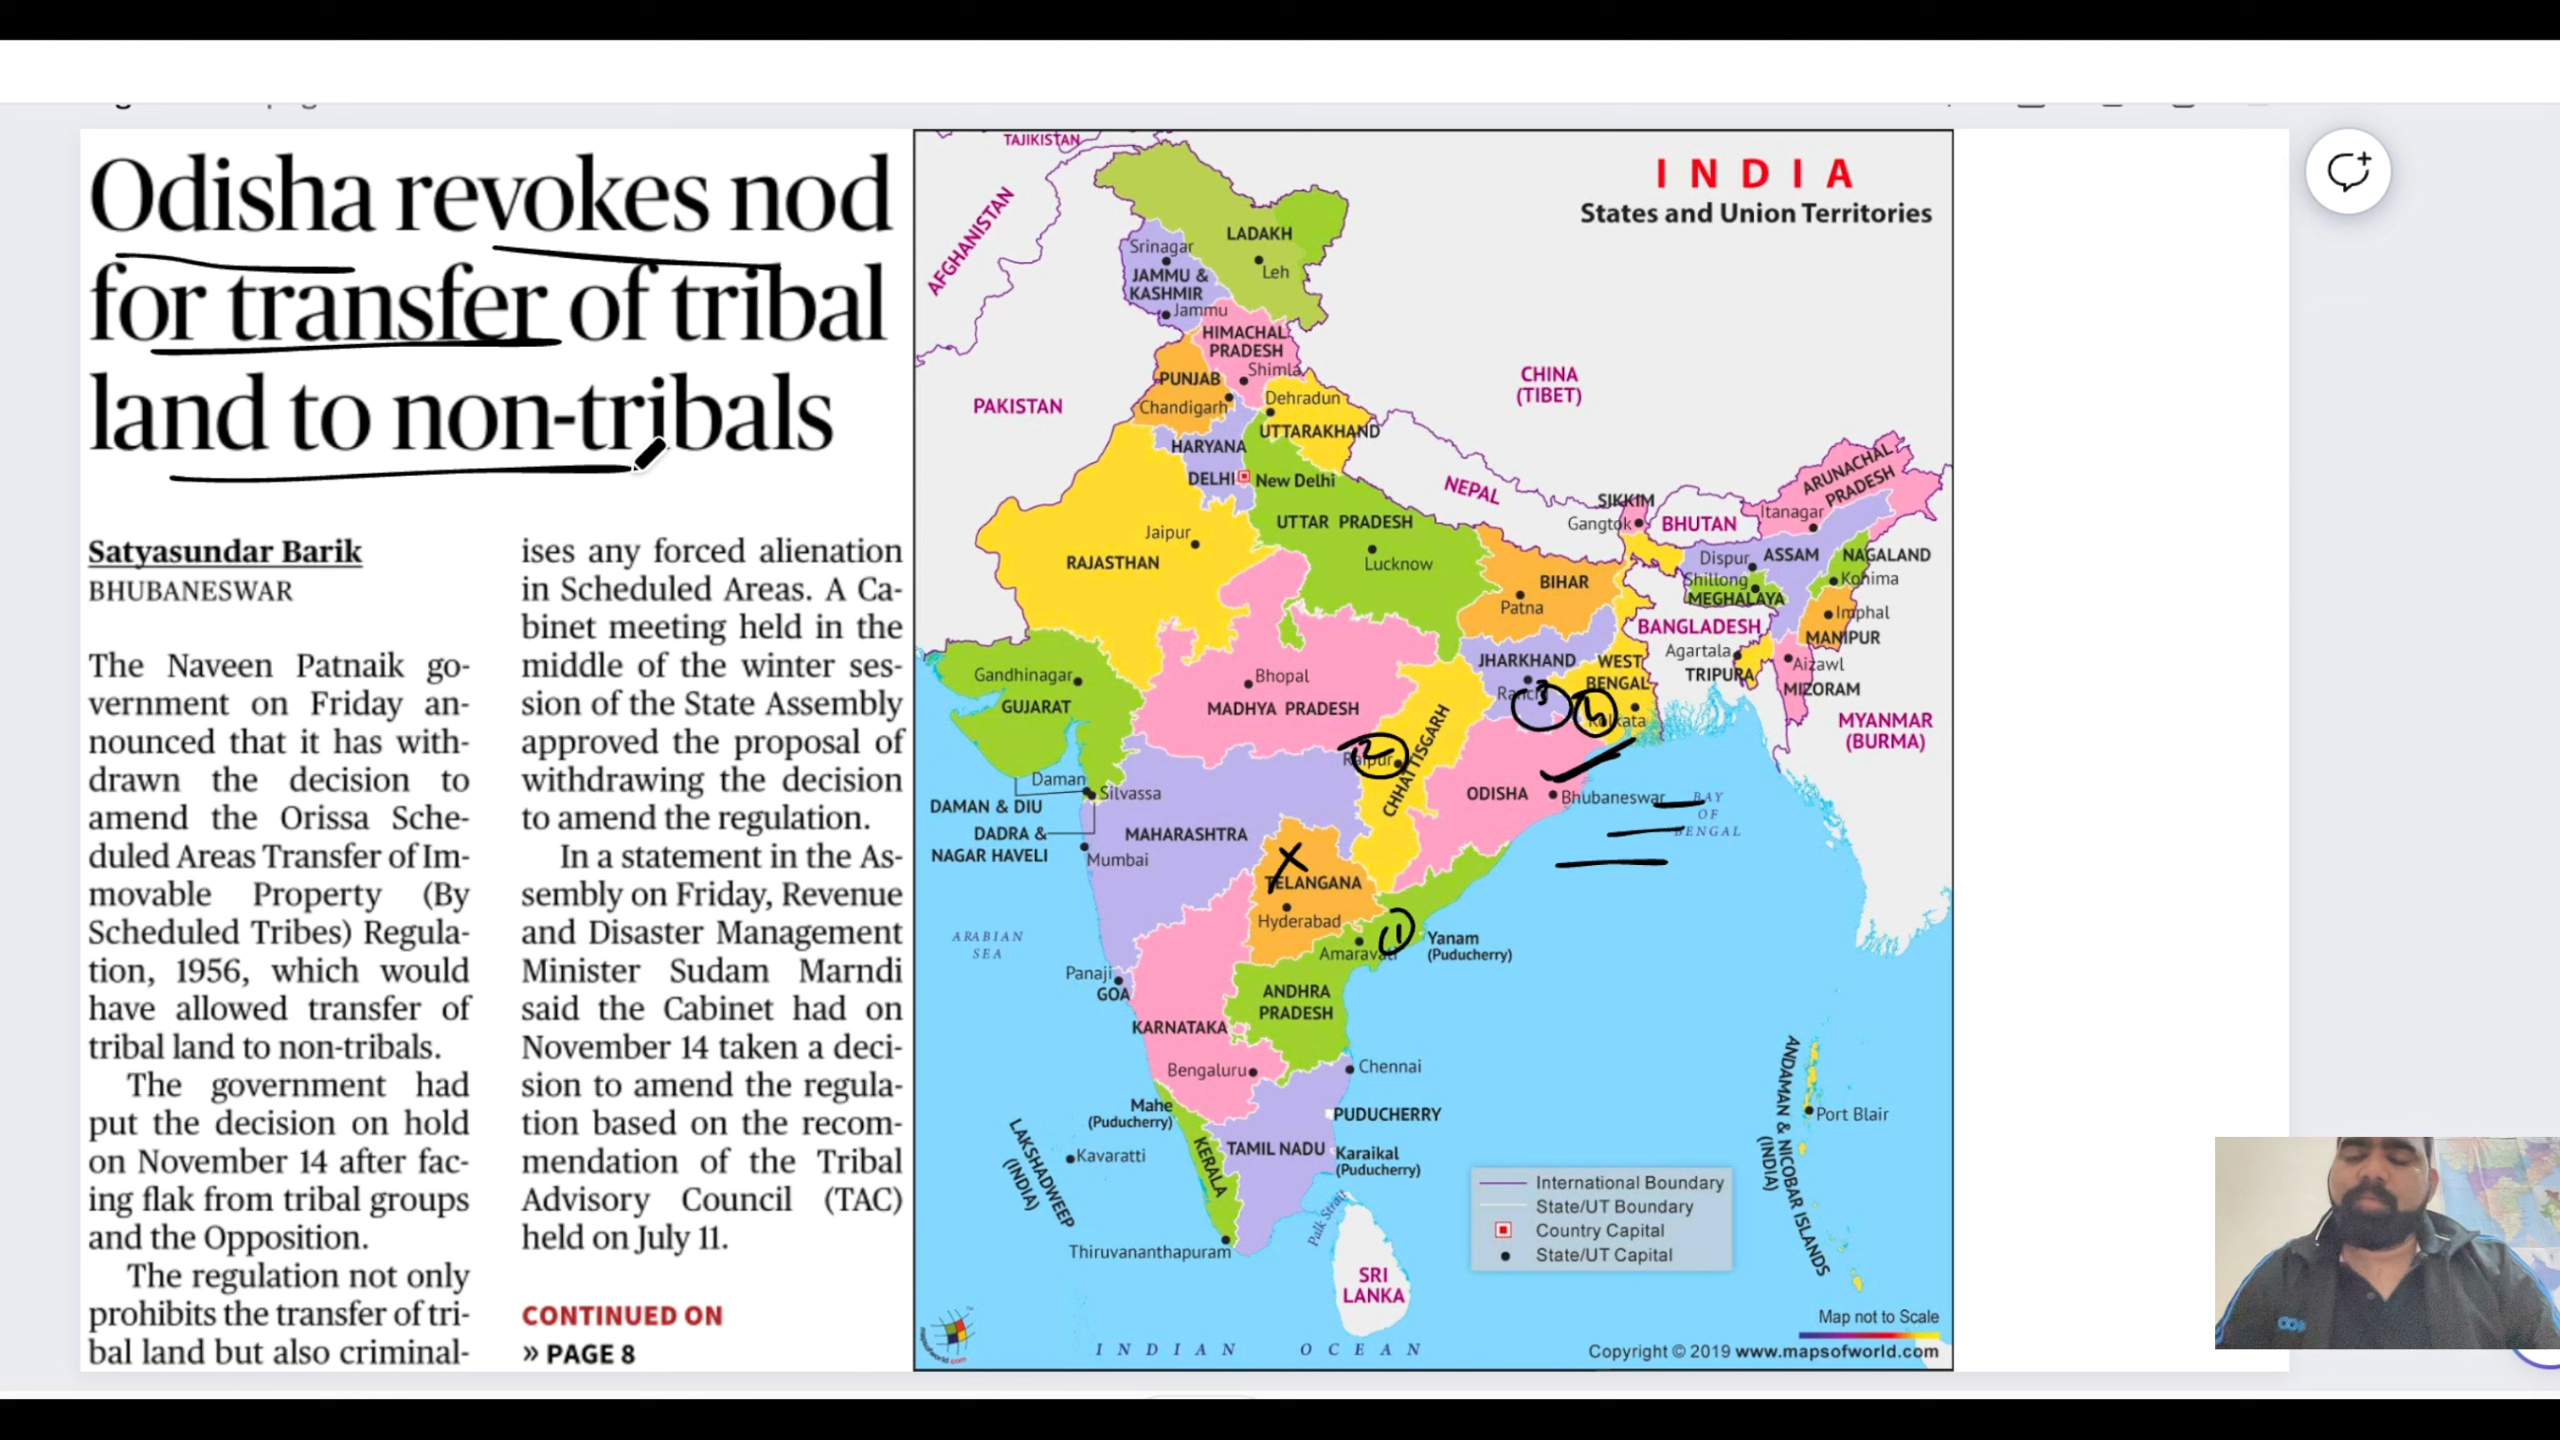 Odisha revokes nod
for transfer of tribal
land to non-tribals
Satyasundar Barik
BHUBANESWAR
The Naveen Patnaik go-
vernment on Friday an-
nounced that it has with-
drawn the decision to
amend the Orissa Sche-
duled Areas Transfer of Im-
movable Property (By
Scheduled Tribes) Regula-
tion, 1956, which would
have allowed transfer of
tribal land to non-tribals.
The government had
put the decision on hold
on November 14 after fac-
ing flak from tribal groups
and the Opposition.
The regulation not only
prohibits the transfer of tri-
bal land but also criminal-
ises any forced alienation
in Scheduled Areas. A Ca-
binet meeting held in the
middle of the winter ses-
sion of the State Assembly
approved the proposal of
withdrawing the decision
to amend the regulation.
In a statement in the As-
sembly on Friday, Revenue
and Disaster Management
Minister Sudam Marndi
said the Cabinet had on
November 14 taken a deci-
sion to amend the regula-
tion based on the recom-
mendation of the Tribal
Advisory Council (TAC)
held on July 11.
CONTINUED ON
» PAGE 8
INDIA
States and Union Territories
TAJIKISTAN
AFGHANISTAN
LADAKH
Leh
Srinagar
JAMMU &
KASHMIR
Jammu
HIMACHAL
PRADESH
Shimla
PUNJAB
Chandigarh
Dehradun
UTTARAKHAND
HARYANA
DELHI
New Delhi
PAKISTAN
CHINA
(TIBET)
NEPAL
SIKKIM
Gangtok
BHUTAN
ARUNACHAL
PRADESH
Itanagar
Dispur
ASSAM
NAGALAND
Kohima
Shillong
MEGHALAYA
Imphal
MANIPUR
Jaipur
RAJASTHAN
UTTAR PRADESH
Lucknow
BIHAR
Patna
BANGLADESH
Agartala
TRIPURA
Aizawl
MIZORAM
MYANMAR
(BURMA)
Gandhinagar
GUJARAT
Bhopal
MADHYA PRADESH
JHARKHAND
Ranchi
3
WEST
BENGAL
Kolkata
Raipur
2
CHHATTISGARH
ODISHA
Bhubaneswar
BAY
OF
BENGAL
Daman
Silvassa
DAMAN & DIU
DADRA &
NAGAR HAVELI
MAHARASHTRA
Mumbai
X
TELANGANA
Hyderabad
1
Amaravati
Yanam
(Puducherry)
ARABIAN
SEA
Panaji
GOA
ANDHRA
PRADESH
KARNATAKA
Bengaluru
Chennai
Mahe
(Puducherry)
PUDUCHERRY
KERALA
TAMIL NADU
Karaikal
(Puducherry)
LAKSHADWEEP
(INDIA)
Kavaratti
Thiruvananthapuram
Palk Strait
SRI
LANKA
ANDAMAN & NICOBAR ISLANDS
(INDIA)
Port Blair
International Boundary
State/UT Boundary
Country Capital
State/UT Capital
INDIAN OCEAN
Map not to Scale
Copyright © 2019 www.mapsofworld.com